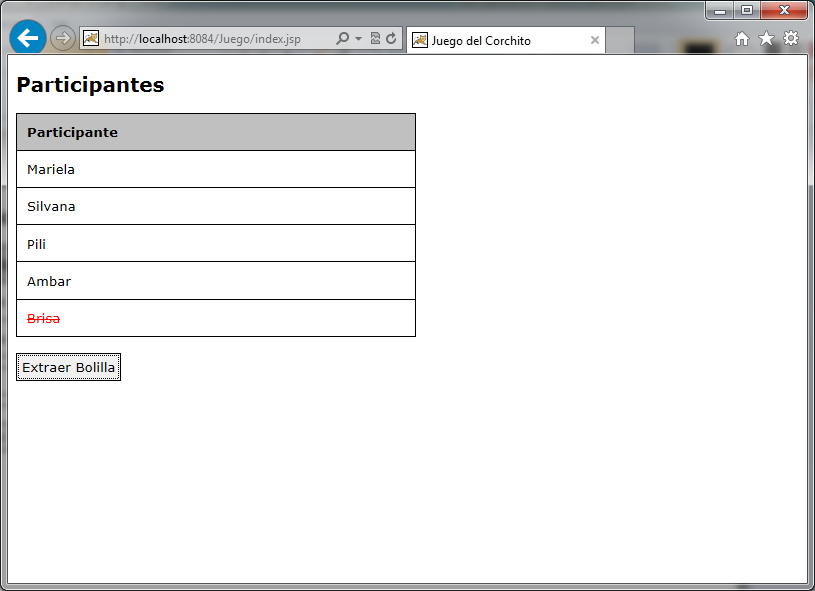 http://localhost:8084/Juego/index.jsp
Juego del Corchito
Participantes
Participante
Mariela
Silvana
Pili
Ambar
Brisa
Extraer Bolilla